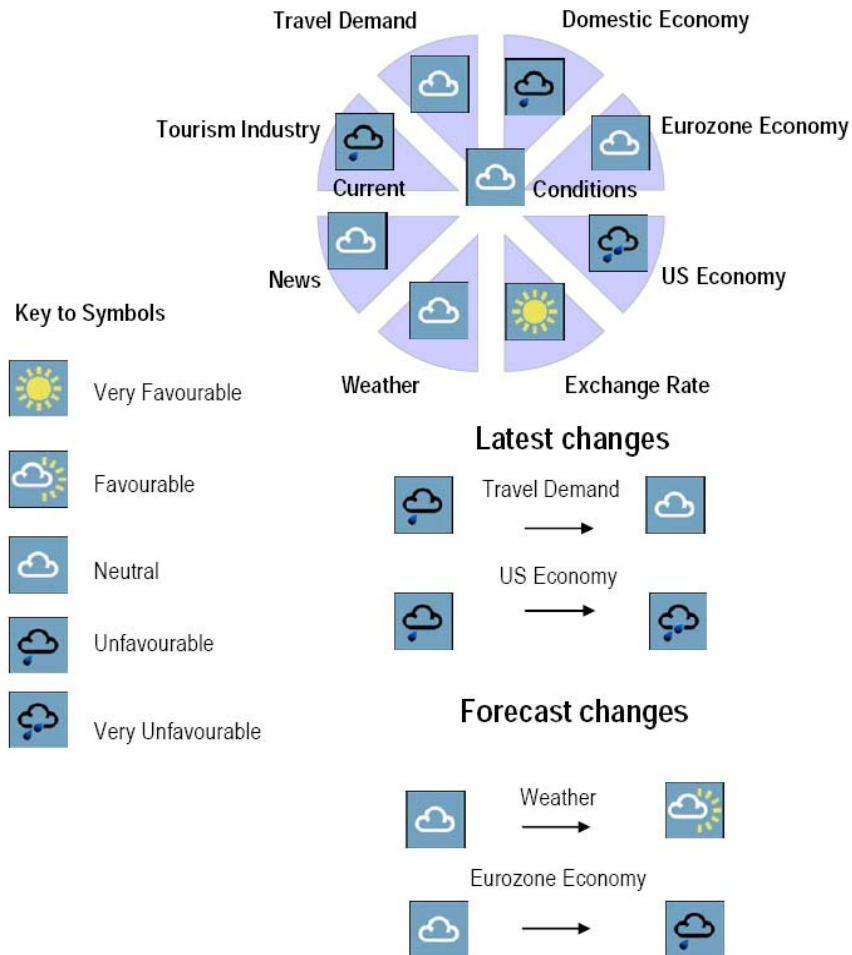 Travel Demand
Domestic Economy
Tourism Industry
Eurozone Economy
Current
Conditions
News
US Economy
Weather
Exchange Rate
Key to Symbols
Very Favourable
Favourable
Neutral
Unfavourable
Very Unfavourable
Latest changes
Travel Demand
US Economy
Forecast changes
Weather
Eurozone Economy